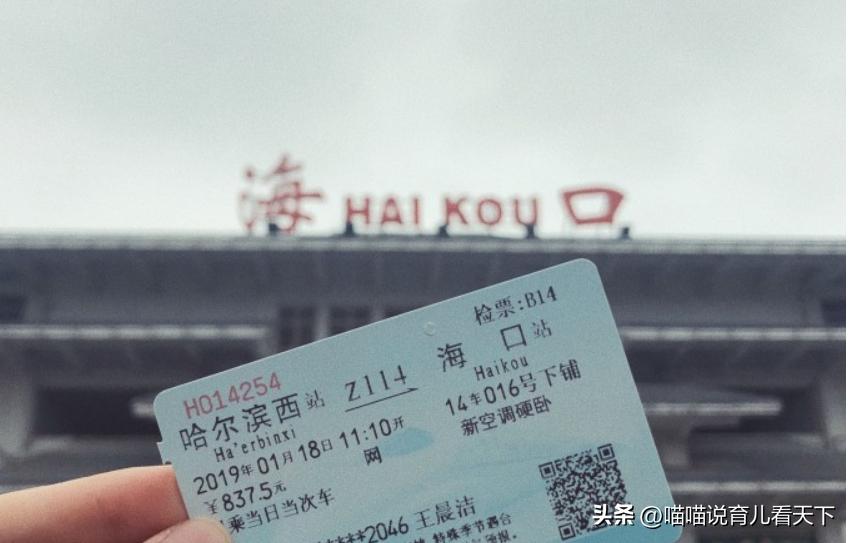 海 HAI KOU 口
检票:B14
H014254
哈尔滨西站 Z114 海口站
Ha'erbinxi Haikou
2019年01月18日11:10开 14车016号下铺
¥837.5元 网 新空调硬卧
乘当日当次车
****2046 王晨洁
头条 @喵喵说育儿看天下